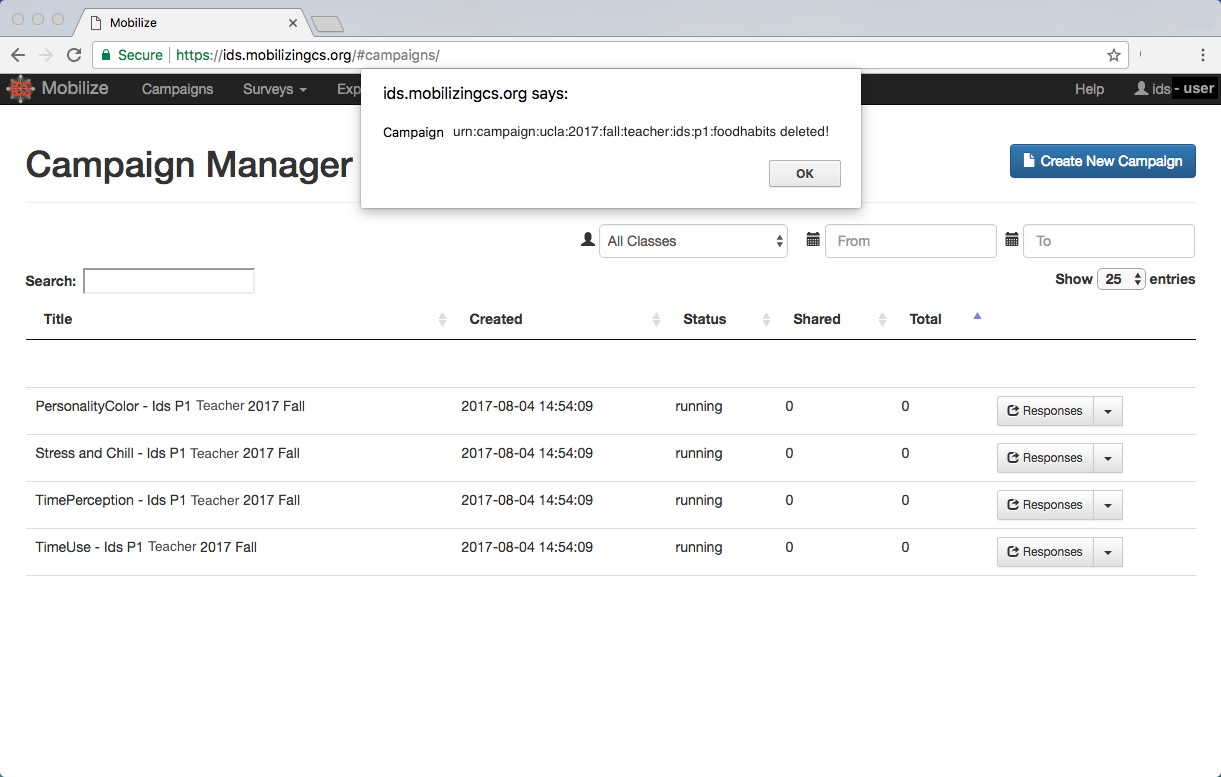 Mobilize
Secure https://ids.mobilizingcs.org/#campaigns/
IDS Mobilize Campaigns Surveys Exp Help ids - user
ids.mobilizingcs.org says:
Campaign urn:campaign:ucla:2017:fall:teacher:ids:p1:foodhabits deleted!
OK
Campaign Manager Create New Campaign
All Classes From To
Search: Show 25 entries
Title Created Status Shared Total
PersonalityColor - Ids P1 Teacher 2017 Fall 2017-08-04 14:54:09 running 0 0 Responses
Stress and Chill - Ids P1 Teacher 2017 Fall 2017-08-04 14:54:09 running 0 0 Responses
TimePerception - Ids P1 Teacher 2017 Fall 2017-08-04 14:54:09 running 0 0 Responses
TimeUse - Ids P1 Teacher 2017 Fall 2017-08-04 14:54:09 running 0 0 Responses